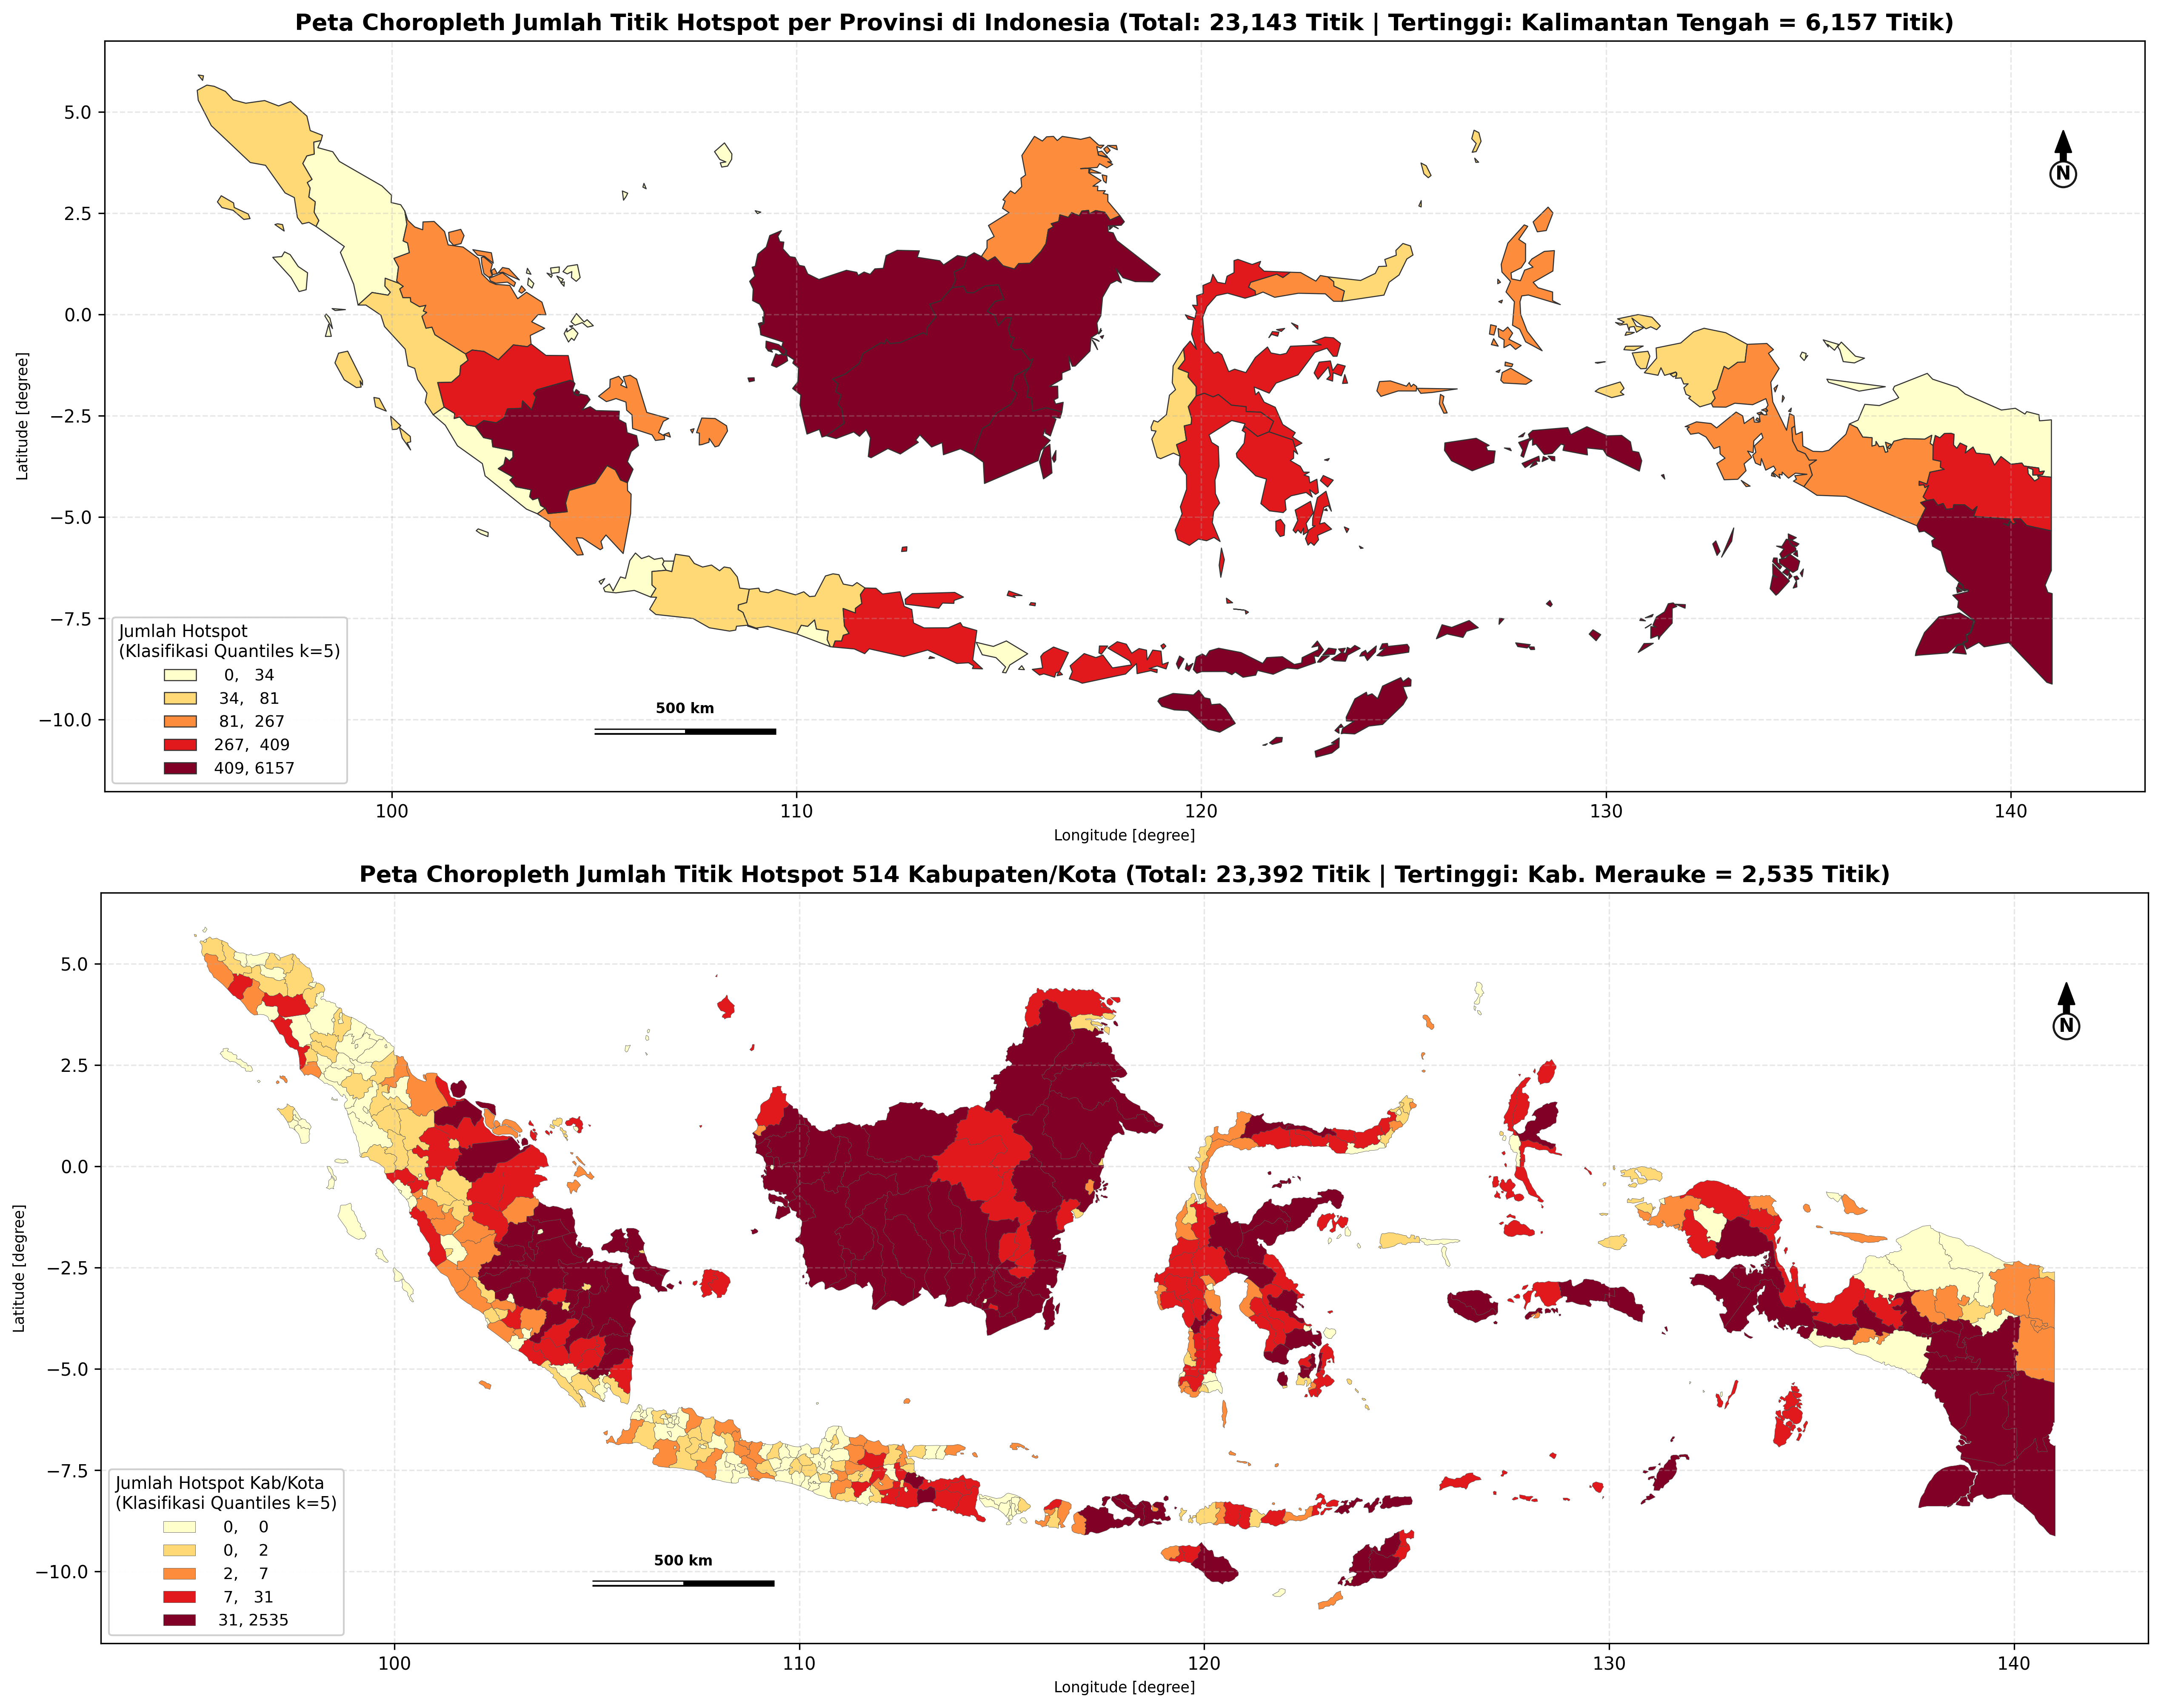 Peta Choropleth Jumlah Titik Hotspot per Provinsi di Indonesia (Total: 23,143 Titik | Tertinggi: Kalimantan Tengah = 6,157 Titik)
5.0
2.5
0.0
−2.5
−5.0
−7.5
−10.0
Latitude [degree]
N
Jumlah Hotspot
(Klasifikasi Quantiles k=5)
0, 34
34, 81
81, 267
267, 409
409, 6157
500 km
100
110
120
130
140
Longitude [degree]
Peta Choropleth Jumlah Titik Hotspot 514 Kabupaten/Kota (Total: 23,392 Titik | Tertinggi: Kab. Merauke = 2,535 Titik)
5.0
2.5
0.0
−2.5
−5.0
−7.5
−10.0
Latitude [degree]
N
Jumlah Hotspot Kab/Kota
(Klasifikasi Quantiles k=5)
0, 0
0, 2
2, 7
7, 31
31, 2535
500 km
100
110
120
130
140
Longitude [degree]